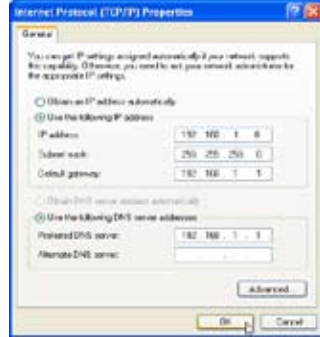 Internet Protocol (TCP/IP) Properties
General
You can get IP settings assigned automatically if your network supports
this capability. Otherwise, you need to ask your network administrator for
the appropriate IP settings.
Obtain an IP address automatically
Use the following IP address
IP address:
192 168 1
Subnet mask:
255 255 255 0
Default gateway:
192 168 1 1
Obtain DNS server address automatically
Use the following DNS server addresses
Preferred DNS server:
192 168 . 1 . 1
Alternate DNS server:
Advanced...
OK
Cancel